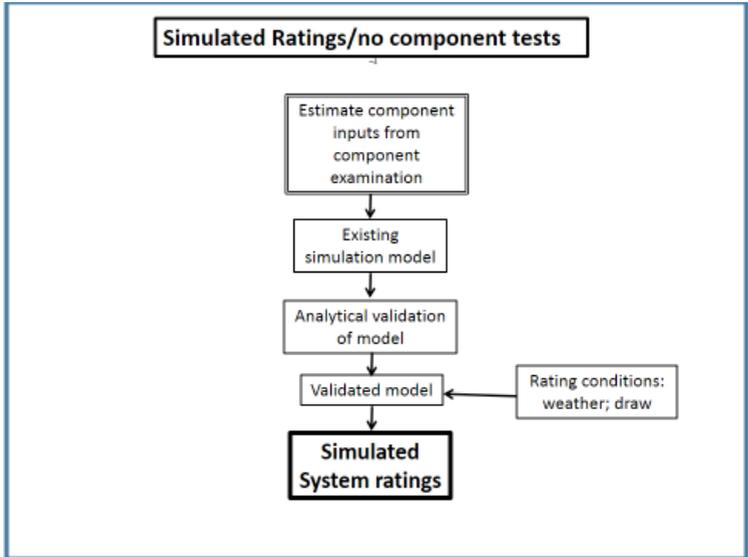 Simulated Ratings/no component tests
Estimate component
inputs from
component
examination
Existing
simulation model
Analytical validation
of model
Validated model
Rating conditions:
weather; draw
Simulated
System ratings